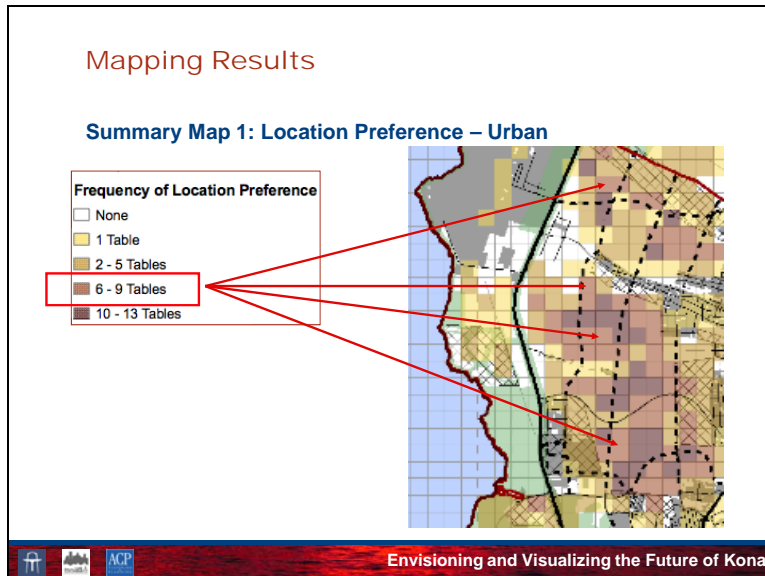 Mapping Results
Summary Map 1: Location Preference – Urban
Frequency of Location Preference
None
1 Table
2 - 5 Tables
6 - 9 Tables
10 - 13 Tables
ACP
Envisioning and Visualizing the Future of Kona